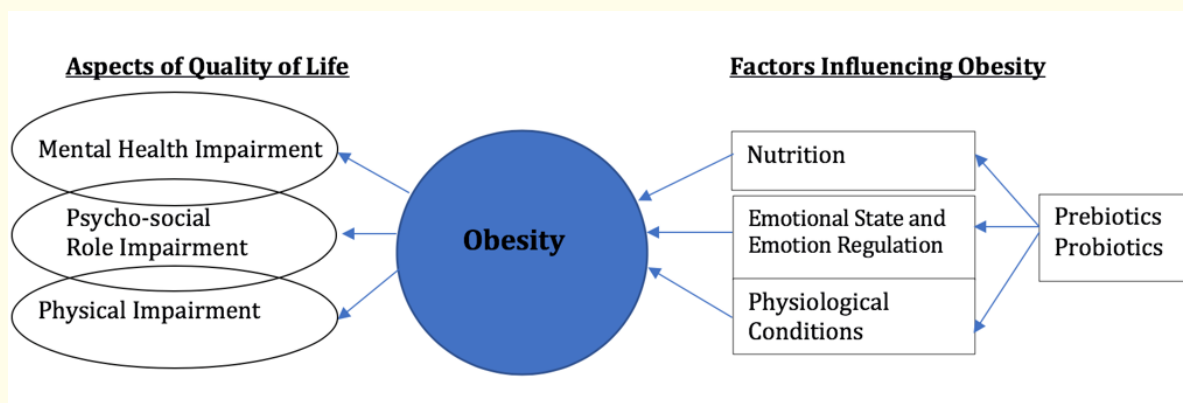 Aspects of Quality of Life
Mental Health Impairment
Psycho-social
Role Impairment
Physical Impairment
Obesity
Factors Influencing Obesity
Nutrition
Emotional State and
Emotion Regulation
Physiological
Conditions
Prebiotics
Probiotics